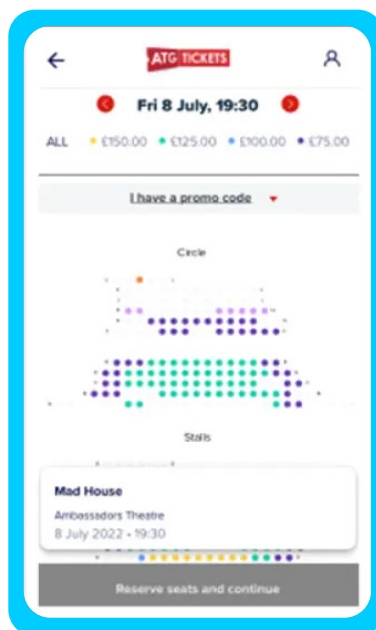 ATG TICKETS
Fri 8 July, 19:30
ALL £150.00 £125.00 £100.00 £75.00
I have a promo code
Circle
Stalls
Mad House
Ambassadors Theatre
8 July 2022 - 19:30
Reserve seats and continue